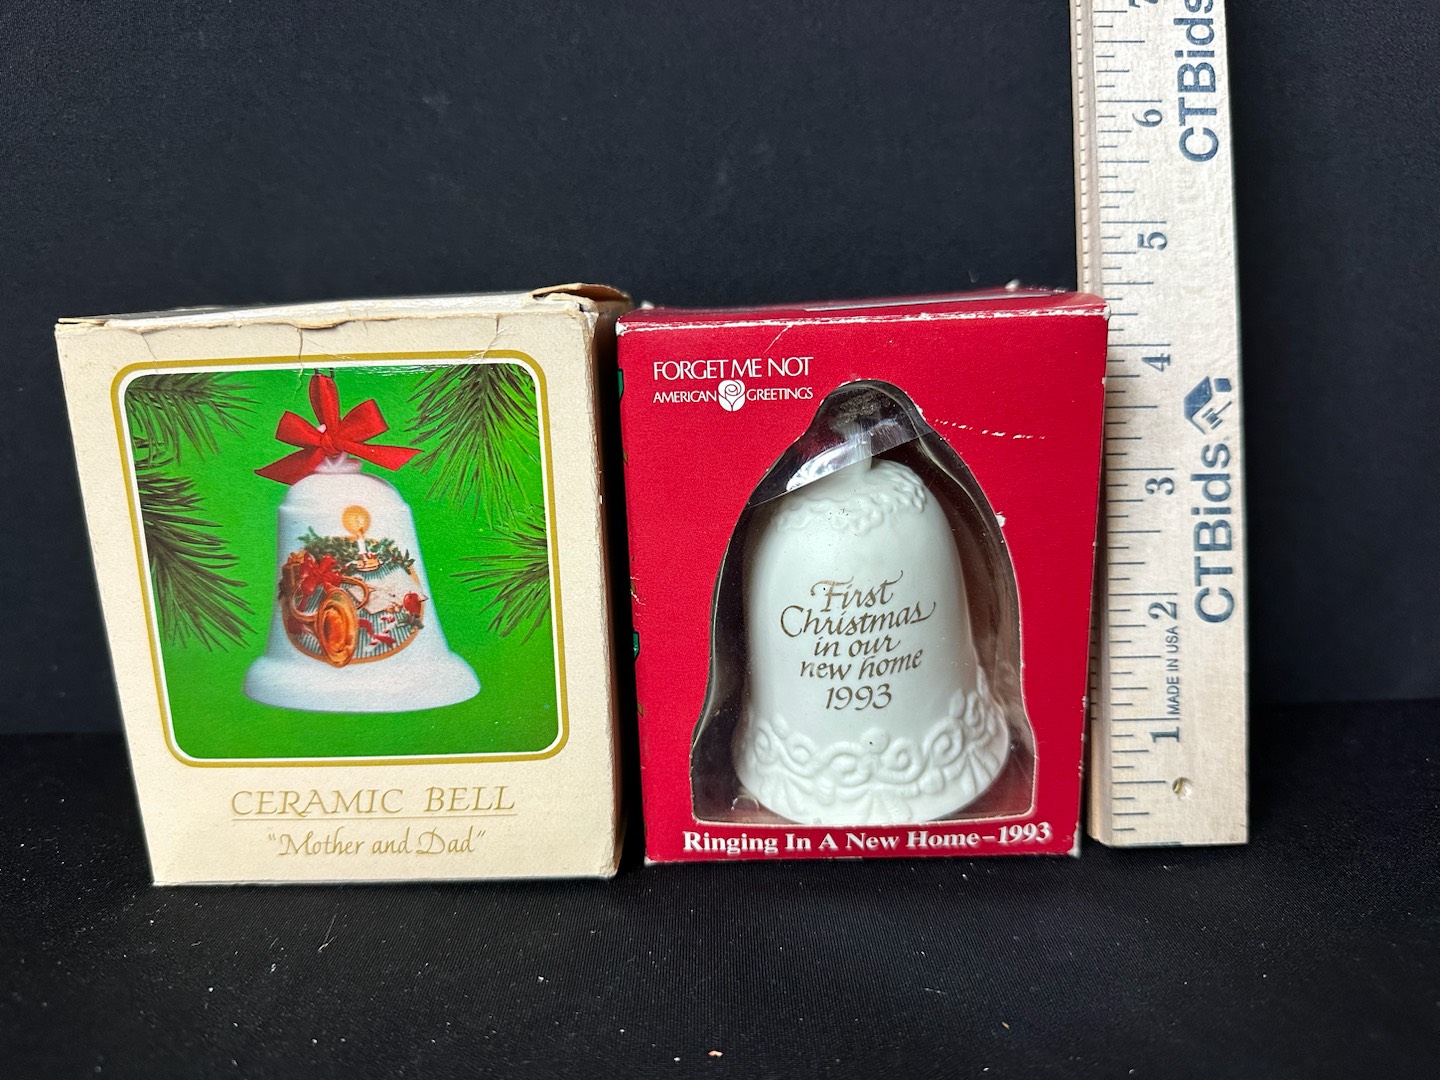 CERAMIC BELL
"Mother and Dad"
FORGET ME NOT
AMERICAN GREETINGS
First
Christmas
in our
new home
1993
Ringing In A New Home–1993
7
6
5
4
3
2
1
MADE IN USA
CTBids
CTBids